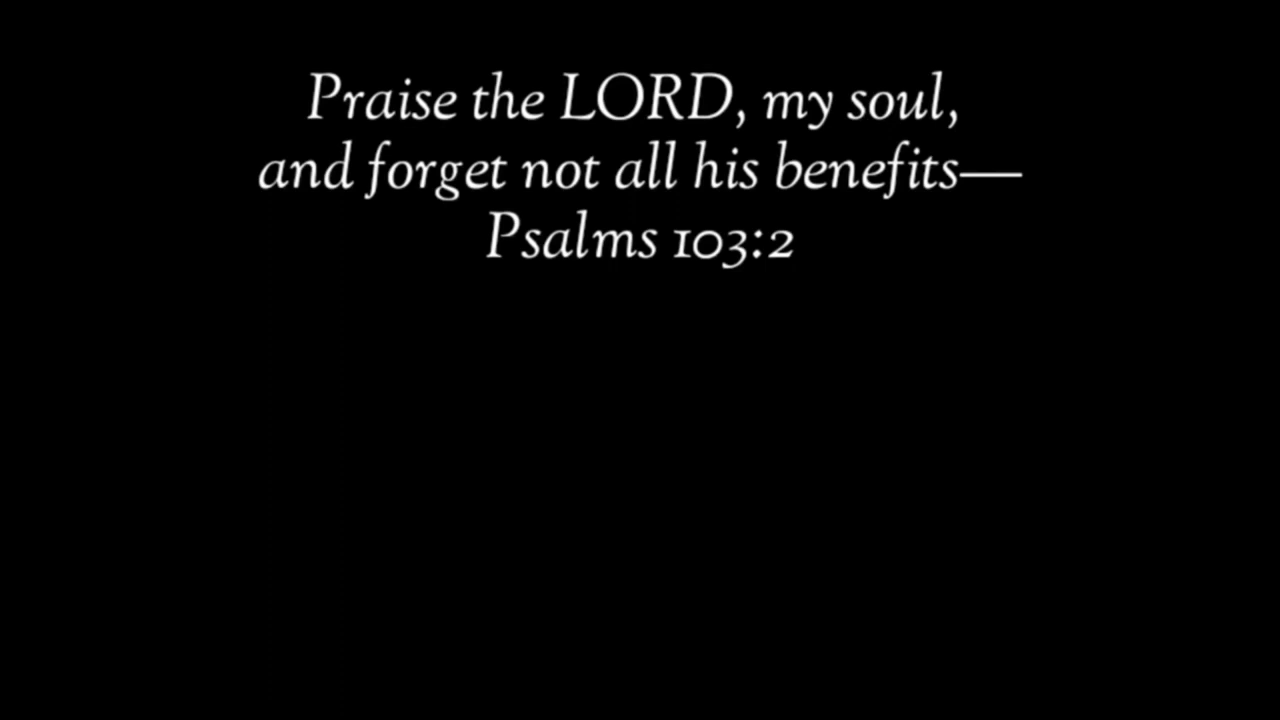 Praise the LORD, my soul,
and forget not all his benefits—
Psalms 103:2